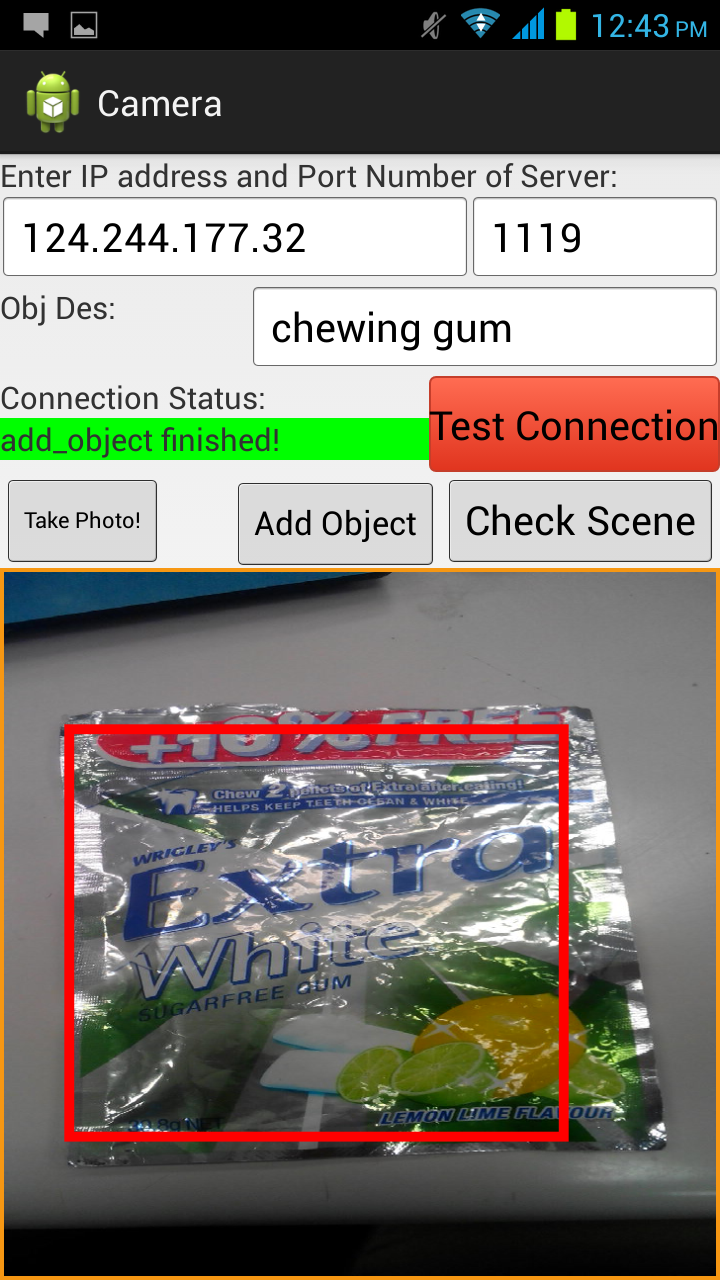 12:43 PM
Camera
Enter IP address and Port Number of Server:
124.244.177.32
1119
Obj Des:
chewing gum
Connection Status:
add_object finished!
Test Connection
Take Photo!
Add Object
Check Scene
+10% FREE
Chew 2 pellets of Extra after eating!
HELPS KEEP TEETH CLEAN & WHITE
WRIGLEY'S
Extra
White
SUGARFREE GUM
LEMON LIME FLAVOUR
NET